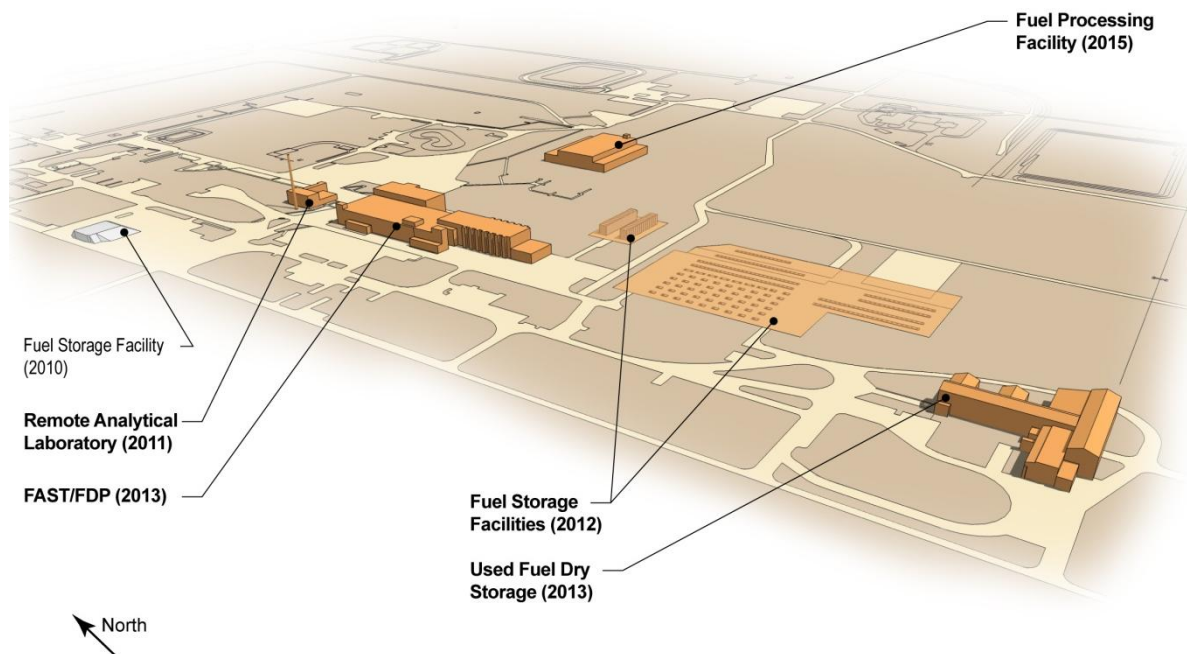 Fuel Processing
Facility (2015)
Fuel Storage Facility
(2010)
Remote Analytical
Laboratory (2011)
FAST/FDP (2013)
Fuel Storage
Facilities (2012)
Used Fuel Dry
Storage (2013)
North